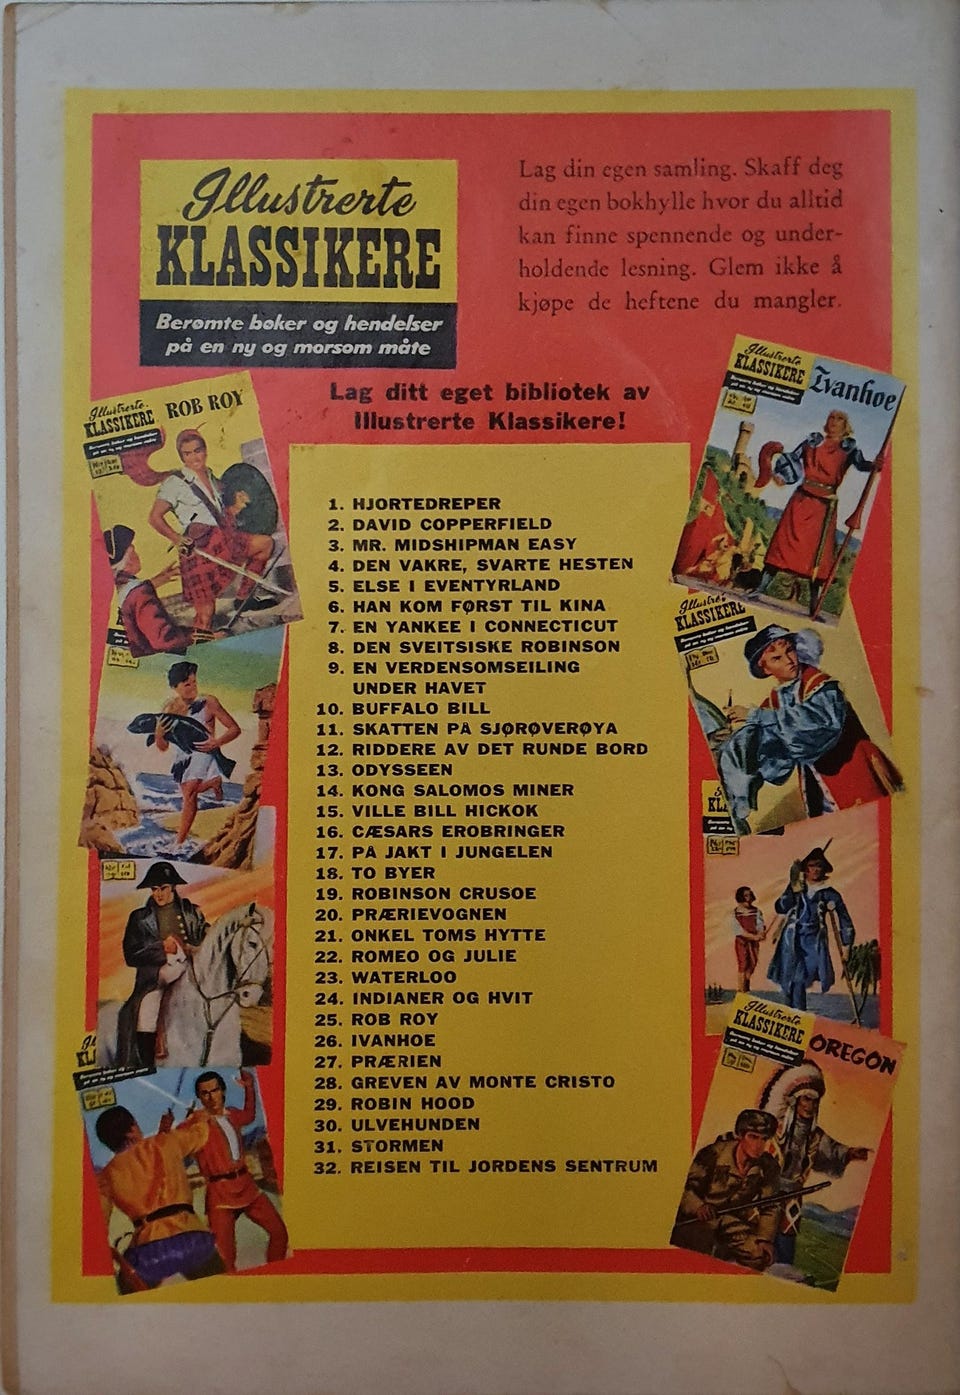 Illustrerte
KLASSIKERE
Berømte bøker og hendelser
på en ny og morsom måte
Lag din egen samling. Skaff deg
din egen bokhylle hvor du alltid
kan finne spennende og under-
holdende lesning. Glem ikke å
kjøpe de heftene du mangler.
Lag ditt eget bibliotek av
Illustrerte Klassikere!
Illustrerte
KLASSIKERE
ROB ROY
Illustrerte
KLASSIKERE
Ivanhoe
1. HJORTEDREPER
2. DAVID COPPERFIELD
3. MR. MIDSHIPMAN EASY
4. DEN VAKRE, SVARTE HESTEN
5. ELSE I EVENTYRLAND
6. HAN KOM FØRST TIL KINA
7. EN YANKEE I CONNECTICUT
8. DEN SVEITSISKE ROBINSON
9. EN VERDENSOMSEILING
UNDER HAVET
10. BUFFALO BILL
11. SKATTEN PÅ SJØRØVERØYA
12. RIDDERE AV DET RUNDE BORD
13. ODYSSEEN
14. KONG SALOMOS MINER
15. VILLE BILL HICKOK
16. CÆSARS EROBRINGER
17. PÅ JAKT I JUNGELEN
18. TO BYER
19. ROBINSON CRUSOE
20. PRÆRIEVOGNEN
21. ONKEL TOMS HYTTE
22. ROMEO OG JULIE
23. WATERLOO
24. INDIANER OG HVIT
25. ROB ROY
26. IVANHOE
27. PRÆRIEN
28. GREVEN AV MONTE CRISTO
29. ROBIN HOOD
30. ULVEHUNDEN
31. STORMEN
32. REISEN TIL JORDENS SENTRUM
KLASSIKERE
KL
KL
Illustrerte
KLASSIKERE
OREGON